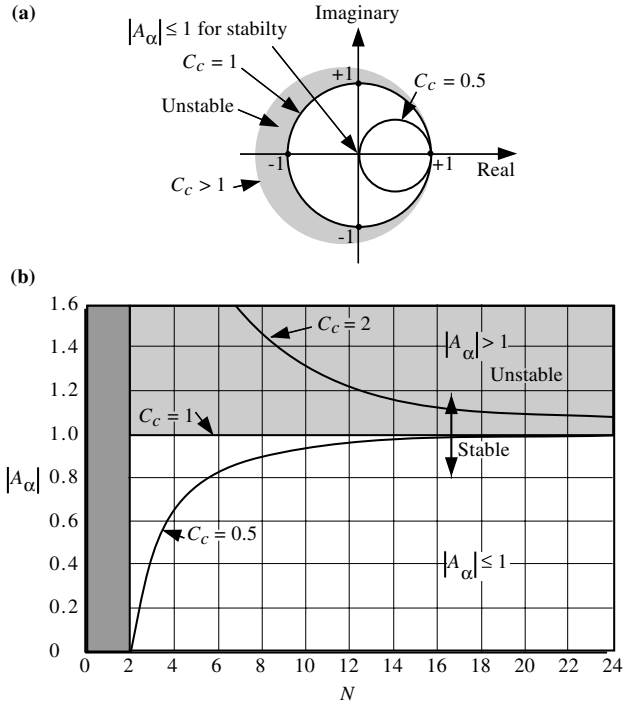 (a)
Imaginary
|Aα| ≤ 1 for stabilty
Cc = 1
+1
Cc = 0.5
Unstable
-1
+1
Real
Cc > 1
-1
(b)
1.6
Cc = 2
1.4
|Aα| > 1
Unstable
1.2
Cc = 1
1.0
Stable
|Aα|
0.8
0.6
Cc = 0.5
0.4
|Aα| ≤ 1
0.2
0
0 2 4 6 8 10 12 14 16 18 20 22 24
N